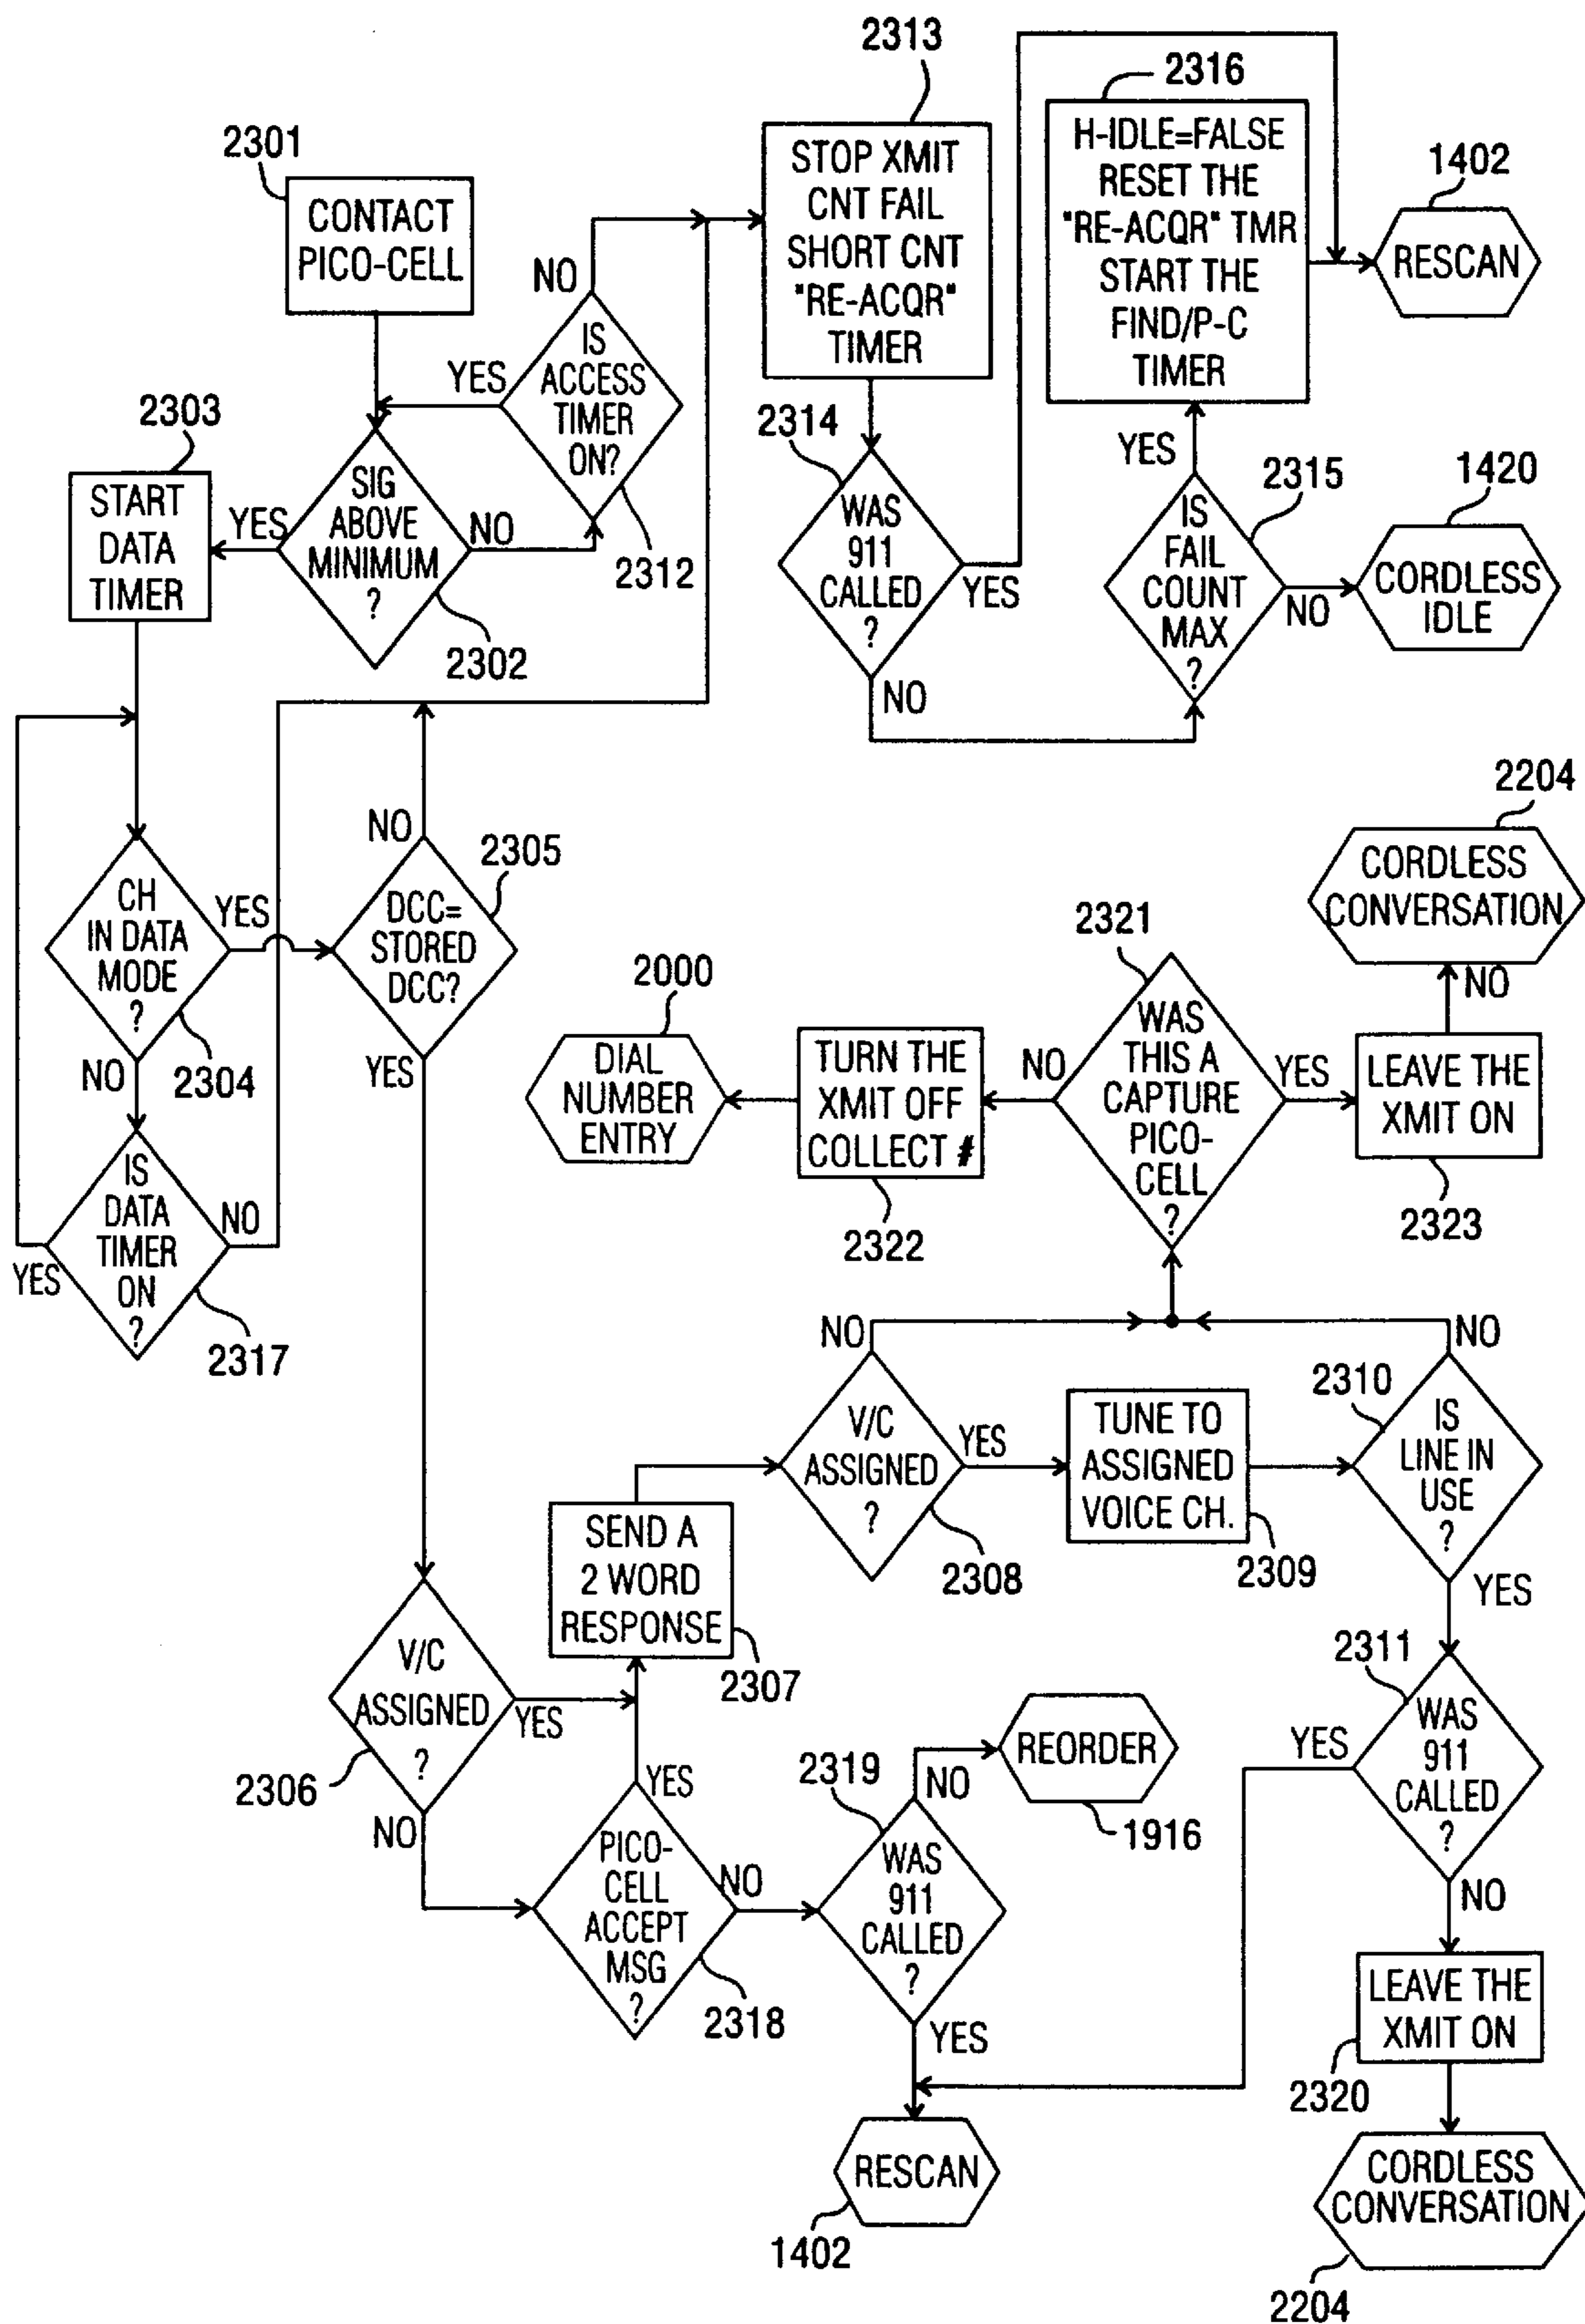 2301
CONTACT
PICO-CELL
2313
STOP XMIT
CNT FAIL
SHORT CNT
"RE-ACQR"
TIMER
2316
H-IDLE=FALSE
RESET THE
"RE-ACQR" TMR
START THE
FIND/P-C
TIMER
1402
RESCAN
NO
IS
ACCESS
TIMER
ON?
YES
2312
2303
START
DATA
TIMER
YES
SIG
ABOVE
MINIMUM
?
NO
2302
2314
WAS
911
CALLED
?
YES
NO
YES
2315
IS
FAIL
COUNT
MAX
?
NO
1420
CORDLESS
IDLE
CH
IN DATA
MODE
?
YES
NO
2304
NO
2305
DCC=
STORED
DCC?
YES
IS
DATA
TIMER
ON
?
NO
YES
2317
2204
CORDLESS
CONVERSATION
NO
2321
WAS
THIS A
CAPTURE
PICO-
CELL
?
NO
YES
2000
DIAL
NUMBER
ENTRY
TURN THE
XMIT OFF
COLLECT #
2322
LEAVE THE
XMIT ON
2323
NO
V/C
ASSIGNED
?
YES
2308
TUNE TO
ASSIGNED
VOICE CH.
2309
NO
2310
IS
LINE IN
USE
?
YES
SEND A
2 WORD
RESPONSE
2307
V/C
ASSIGNED
?
YES
2306
NO
YES
PICO-
CELL
ACCEPT
MSG
?
NO
2318
2319
WAS
911
CALLED
?
NO
YES
REORDER
1916
2311
WAS
911
CALLED
?
YES
NO
LEAVE THE
XMIT ON
2320
RESCAN
1402
CORDLESS
CONVERSATION
2204